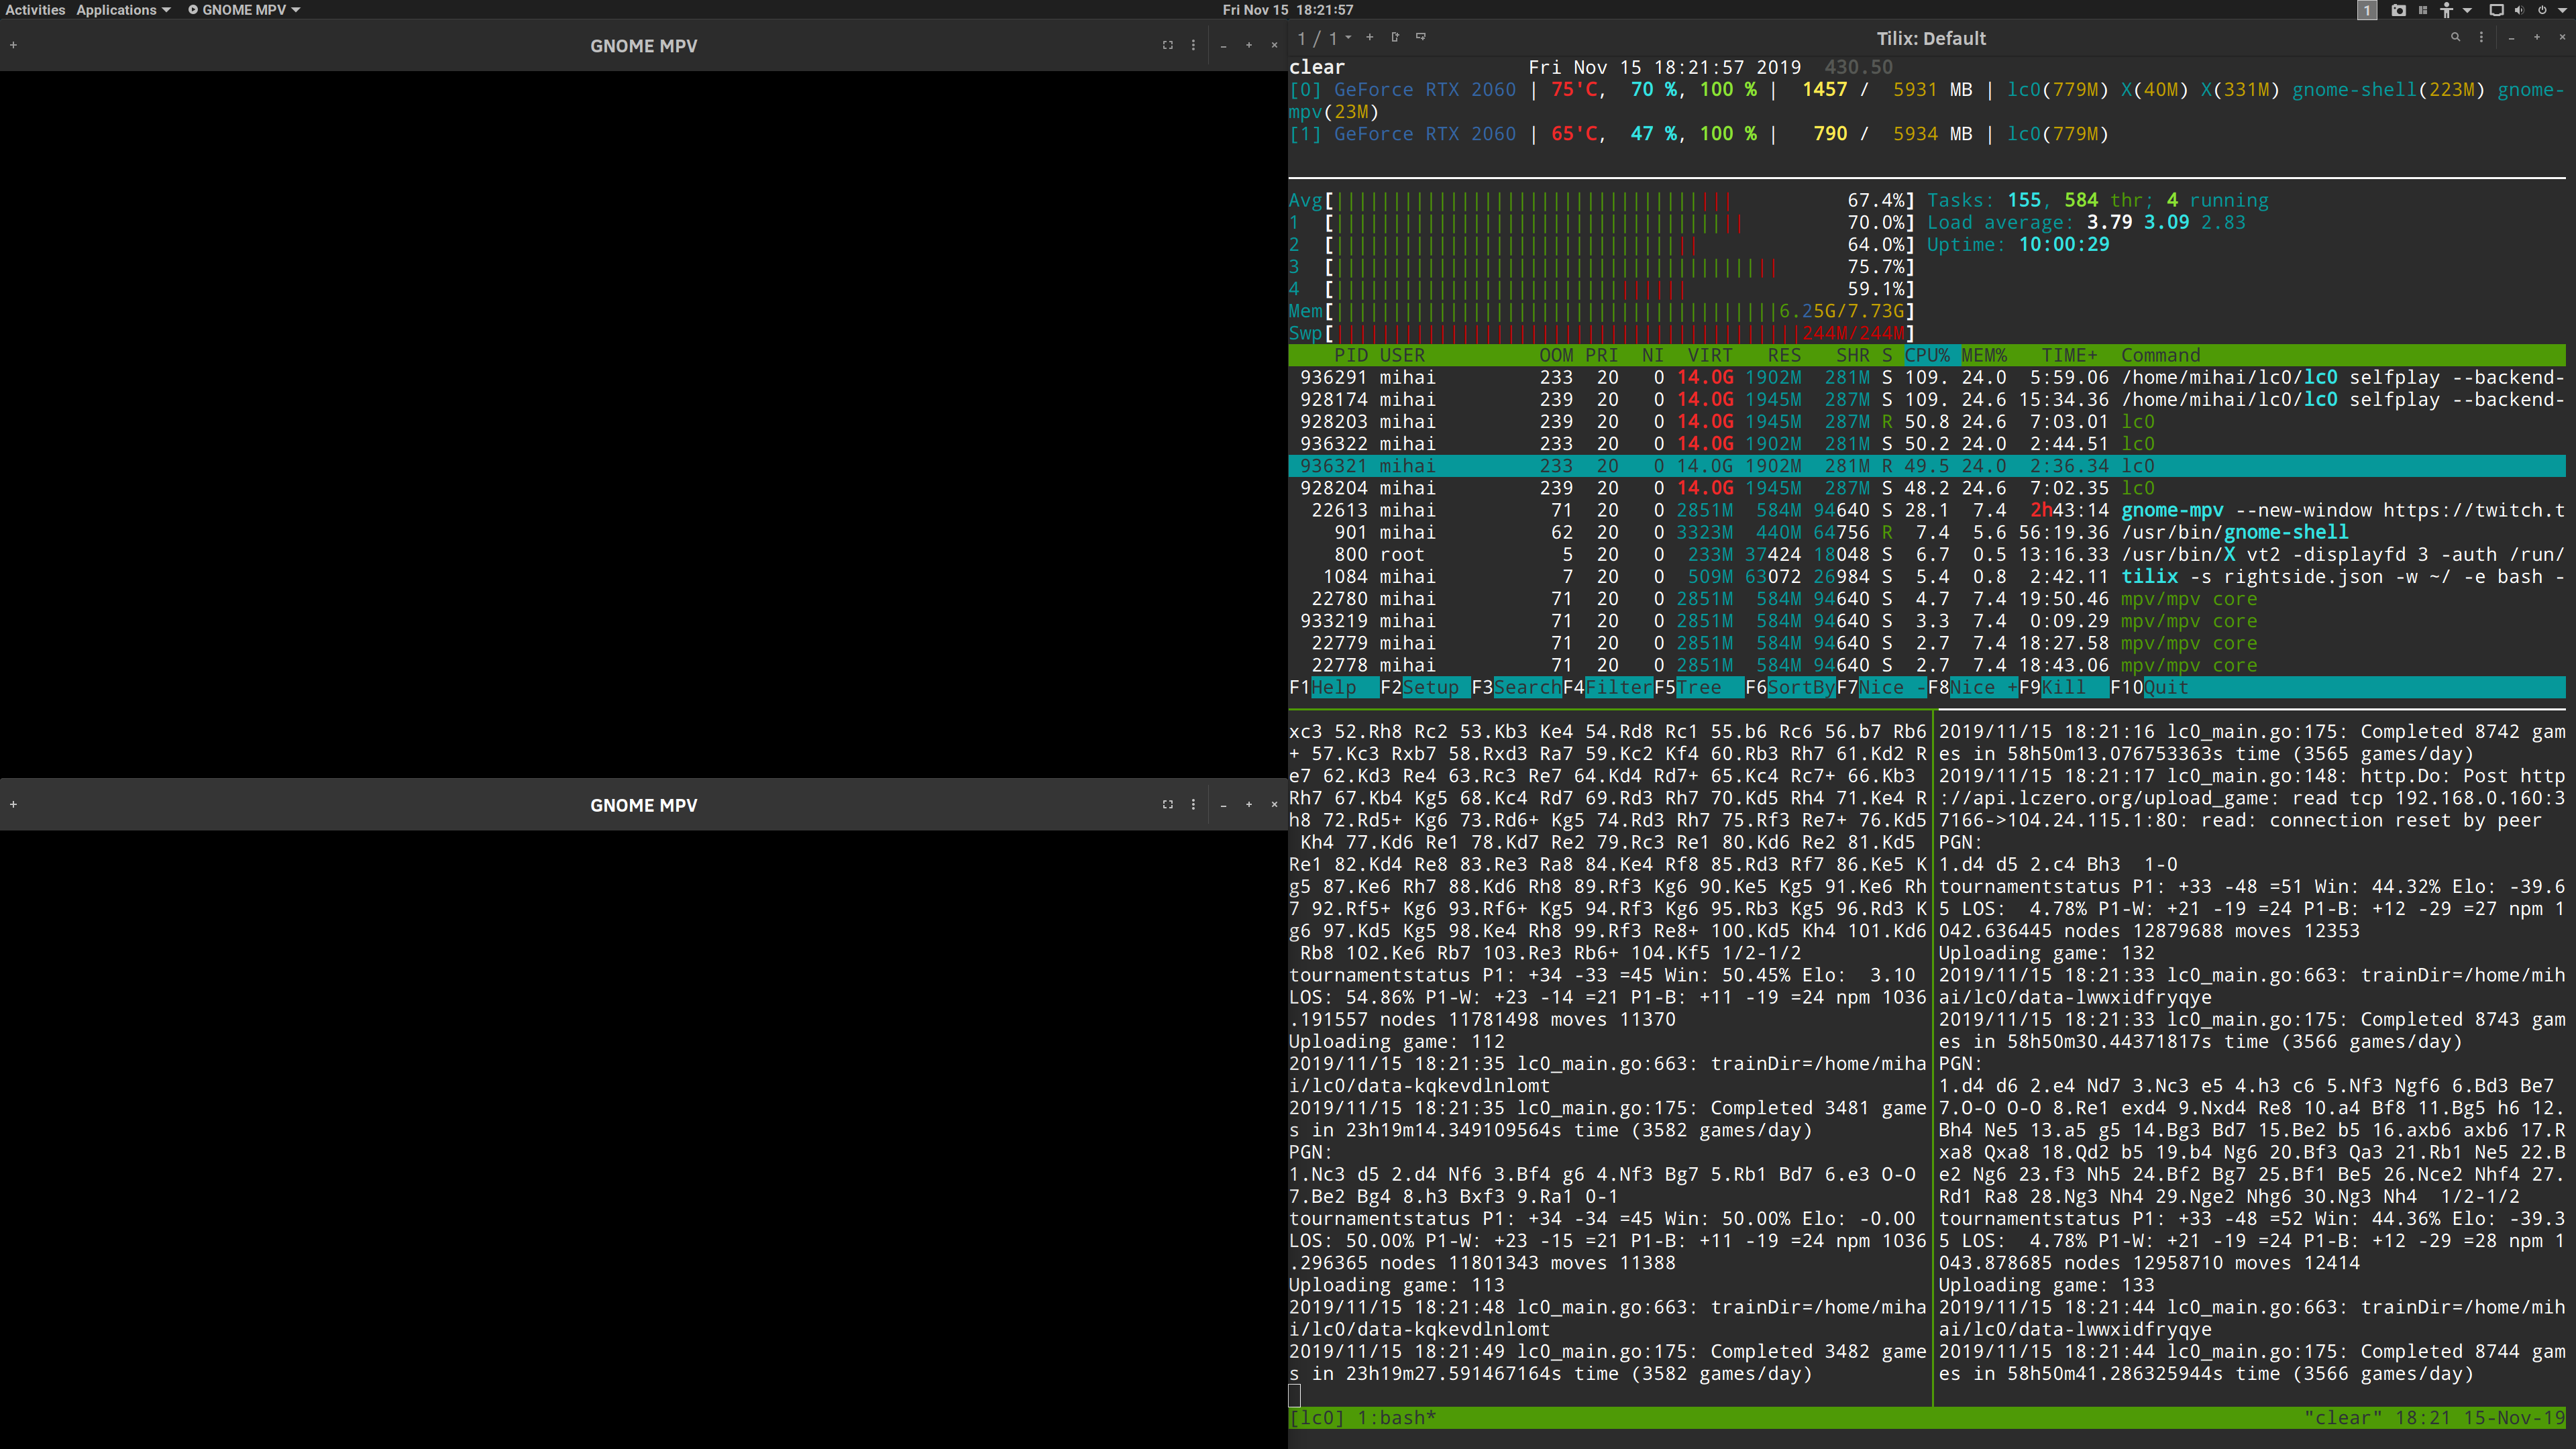 Activities Applications GNOME MPV Fri Nov 15 18:21:57 1
GNOME MPV
GNOME MPV
1 / 1 Tilix: Default
clear Fri Nov 15 18:21:57 2019 430.50
[0] GeForce RTX 2060 | 75'C, 70 %, 100 % | 1457 / 5931 MB | lc0(779M) X(40M) X(331M) gnome-shell(223M) gnome-
mpv(23M)
[1] GeForce RTX 2060 | 65'C, 47 %, 100 % | 790 / 5934 MB | lc0(779M)
Avg[ 67.4%] Tasks: 155, 584 thr; 4 running
1 [ 70.0%] Load average: 3.79 3.09 2.83
2 [ 64.0%] Uptime: 10:00:29
3 [ 75.7%]
4 [ 59.1%]
Mem[ 6.25G/7.73G]
Swp[ 244M/244M]
PID USER OOM PRI NI VIRT RES SHR S CPU% MEM% TIME+ Command
936291 mihai 233 20 0 14.0G 1902M 281M S 109. 24.0 5:59.06 /home/mihai/lc0/lc0 selfplay --backend-
928174 mihai 239 20 0 14.0G 1945M 287M S 109. 24.6 15:34.36 /home/mihai/lc0/lc0 selfplay --backend-
928203 mihai 239 20 0 14.0G 1945M 287M R 50.8 24.6 7:03.01 lc0
936322 mihai 233 20 0 14.0G 1902M 281M S 50.2 24.0 2:44.51 lc0
936321 mihai 233 20 0 14.0G 1902M 281M R 49.5 24.0 2:36.34 lc0
928204 mihai 239 20 0 14.0G 1945M 287M S 48.2 24.6 7:02.35 lc0
22613 mihai 71 20 0 2851M 584M 94640 S 28.1 7.4 2h43:14 gnome-mpv --new-window https://twitch.t
901 mihai 62 20 0 3323M 440M 64756 R 7.4 5.6 56:19.36 /usr/bin/gnome-shell
800 root 5 20 0 233M 37424 18048 S 6.7 0.5 13:16.33 /usr/bin/X vt2 -displayfd 3 -auth /run/
1084 mihai 7 20 0 509M 63072 26984 S 5.4 0.8 2:42.11 tilix -s rightside.json -w ~/ -e bash -
22780 mihai 71 20 0 2851M 584M 94640 S 4.7 7.4 19:50.46 mpv/mpv core
933219 mihai 71 20 0 2851M 584M 94640 S 3.3 7.4 0:09.29 mpv/mpv core
22779 mihai 71 20 0 2851M 584M 94640 S 2.7 7.4 18:27.58 mpv/mpv core
22778 mihai 71 20 0 2851M 584M 94640 S 2.7 7.4 18:43.06 mpv/mpv core
F1Help F2Setup F3SearchF4FilterF5Tree F6SortByF7Nice -F8Nice +F9Kill F10Quit
xc3 52.Rh8 Rc2 53.Kb3 Ke4 54.Rd8 Rc1 55.b6 Rc6 56.b7 Rb6
+ 57.Kc3 Rxb7 58.Rxd3 Ra7 59.Kc2 Kf4 60.Rb3 Rh7 61.Kd2 R
e7 62.Kd3 Re4 63.Rc3 Re7 64.Kd4 Rd7+ 65.Kc4 Rc7+ 66.Kb3
Rh7 67.Kb4 Kg5 68.Kc4 Rd7 69.Rd3 Rh7 70.Kd5 Rh4 71.Ke4 R
h8 72.Rd5+ Kg6 73.Rd6+ Kg5 74.Rd3 Rh7 75.Rf3 Re7+ 76.Kd5
Kh4 77.Kd6 Re1 78.Kd7 Re2 79.Rc3 Re1 80.Kd6 Re2 81.Kd5
Re1 82.Kd4 Re8 83.Re3 Ra8 84.Ke4 Rf8 85.Rd3 Rf7 86.Ke5 K
g5 87.Ke6 Rh7 88.Kd6 Rh8 89.Rf3 Kg6 90.Ke5 Kg5 91.Ke6 Rh
7 92.Rf5+ Kg6 93.Rf6+ Kg5 94.Rf3 Kg6 95.Rb3 Kg5 96.Rd3 K
g6 97.Kd5 Kg5 98.Ke4 Rh8 99.Rf3 Re8+ 100.Kd5 Kh4 101.Kd6
Rb8 102.Ke6 Rb7 103.Re3 Rb6+ 104.Kf5 1/2-1/2
tournamentstatus P1: +34 -33 =45 Win: 50.45% Elo: 3.10
LOS: 54.86% P1-W: +23 -14 =21 P1-B: +11 -19 =24 npm 1036
.191557 nodes 11781498 moves 11370
Uploading game: 112
2019/11/15 18:21:35 lc0_main.go:663: trainDir=/home/miha
i/lc0/data-kqkevdlnlomt
2019/11/15 18:21:35 lc0_main.go:175: Completed 3481 game
s in 23h19m14.349109564s time (3582 games/day)
PGN:
1.Nc3 d5 2.d4 Nf6 3.Bf4 g6 4.Nf3 Bg7 5.Rb1 Bd7 6.e3 O-O
7.Be2 Bg4 8.h3 Bxf3 9.Ra1 0-1
tournamentstatus P1: +34 -34 =45 Win: 50.00% Elo: -0.00
LOS: 50.00% P1-W: +23 -15 =21 P1-B: +11 -19 =24 npm 1036
.296365 nodes 11801343 moves 11388
Uploading game: 113
2019/11/15 18:21:48 lc0_main.go:663: trainDir=/home/miha
i/lc0/data-kqkevdlnlomt
2019/11/15 18:21:49 lc0_main.go:175: Completed 3482 game
s in 23h19m27.591467164s time (3582 games/day)
2019/11/15 18:21:16 lc0_main.go:175: Completed 8742 gam
es in 58h50m13.076753363s time (3565 games/day)
2019/11/15 18:21:17 lc0_main.go:148: http.Do: Post http
://api.lczero.org/upload_game: read tcp 192.168.0.160:3
7166->104.24.115.1:80: read: connection reset by peer
PGN:
1.d4 d5 2.c4 Bh3  1-0
tournamentstatus P1: +33 -48 =51 Win: 44.32% Elo: -39.6
5 LOS:  4.78% P1-W: +21 -19 =24 P1-B: +12 -29 =27 npm 1
042.636445 nodes 12879688 moves 12353
Uploading game: 132
2019/11/15 18:21:33 lc0_main.go:663: trainDir=/home/mih
ai/lc0/data-lwwxidfryqye
2019/11/15 18:21:33 lc0_main.go:175: Completed 8743 gam
es in 58h50m30.44371817s time (3566 games/day)
PGN:
1.d4 d6 2.e4 Nd7 3.Nc3 e5 4.h3 c6 5.Nf3 Ngf6 6.Bd3 Be7
7.O-O O-O 8.Re1 exd4 9.Nxd4 Re8 10.a4 Bf8 11.Bg5 h6 12.
Bh4 Ne5 13.a5 g5 14.Bg3 Bd7 15.Be2 b5 16.axb6 axb6 17.R
xa8 Qxa8 18.Qd2 b5 19.b4 Ng6 20.Bf3 Qa3 21.Rb1 Ne5 22.B
e2 Ng6 23.f3 Nh5 24.Bf2 Bg7 25.Bf1 Be5 26.Nce2 Nhf4 27.
Rd1 Ra8 28.Ng3 Nh4 29.Nge2 Nhg6 30.Ng3 Nh4  1/2-1/2
tournamentstatus P1: +33 -48 =52 Win: 44.36% Elo: -39.3
5 LOS:  4.78% P1-W: +21 -19 =24 P1-B: +12 -29 =28 npm 1
043.878685 nodes 12958710 moves 12414
Uploading game: 133
2019/11/15 18:21:44 lc0_main.go:663: trainDir=/home/mih
ai/lc0/data-lwwxidfryqye
2019/11/15 18:21:44 lc0_main.go:175: Completed 8744 gam
es in 58h50m41.286325944s time (3566 games/day)
[lc0] 1:bash* "clear" 18:21 15-Nov-19